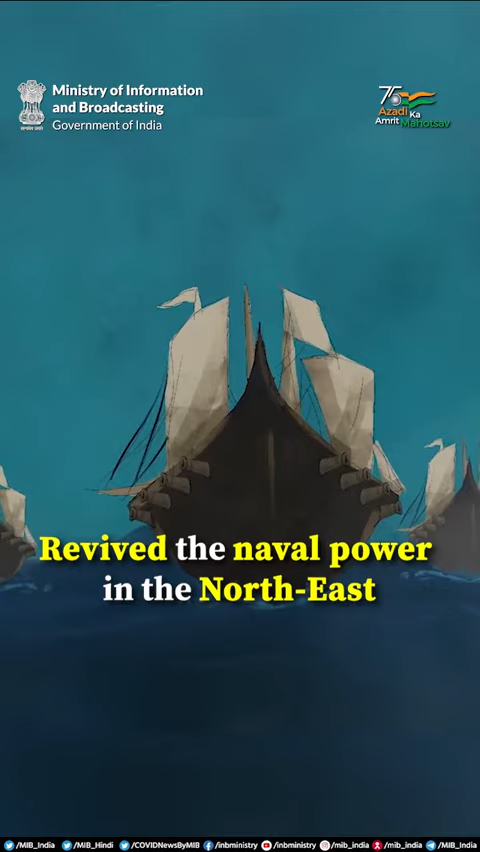 Ministry of Information
and Broadcasting
Government of India
75
Azadi Ka
Amrit Mahotsav
Revived the naval power
in the North-East
/MIB_India /MIB_Hindi /COVIDNewsByMIB /inbministry /inbministry /mib_india /mib_india /MIB_India